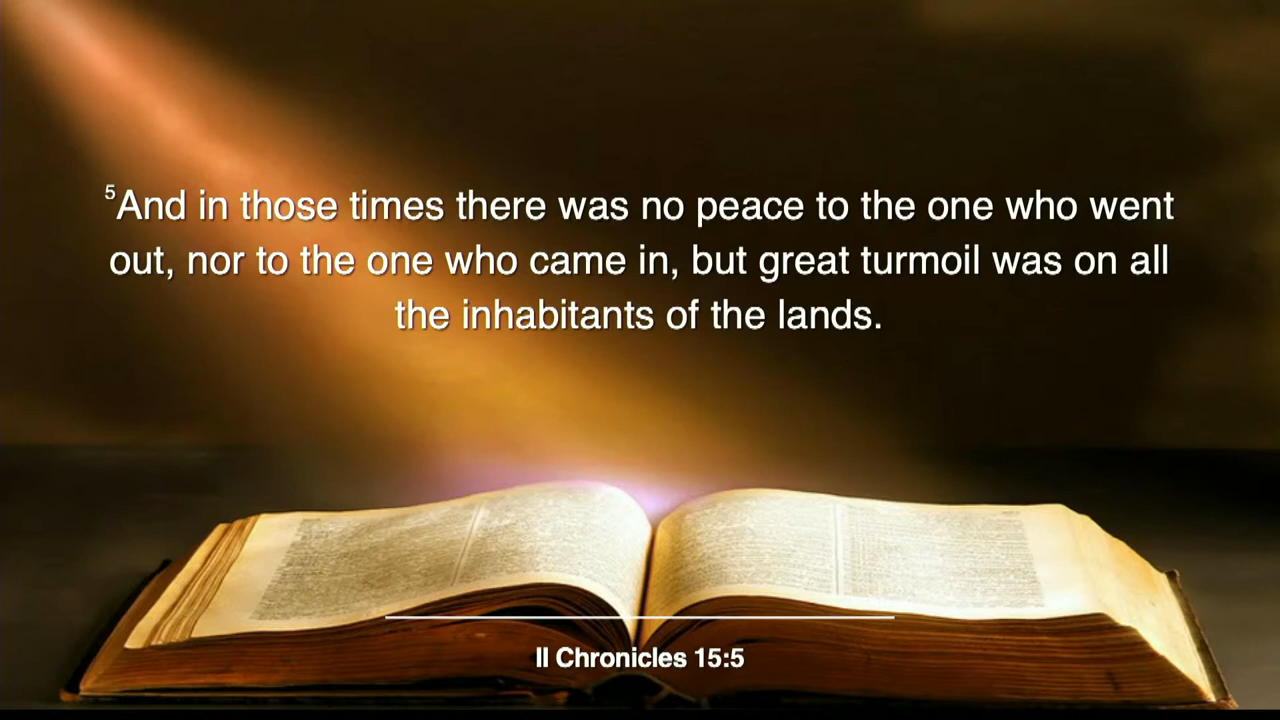 ⁵And in those times there was no peace to the one who went
out, nor to the one who came in, but great turmoil was on all
the inhabitants of the lands.
II Chronicles 15:5